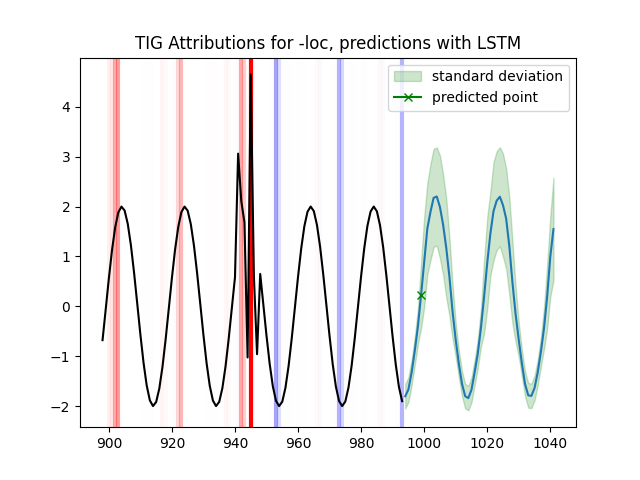 TIG Attributions for -loc, predictions with LSTM
standard deviation
predicted point
4
3
2
1
0
−1
−2
900 920 940 960 980 1000 1020 1040